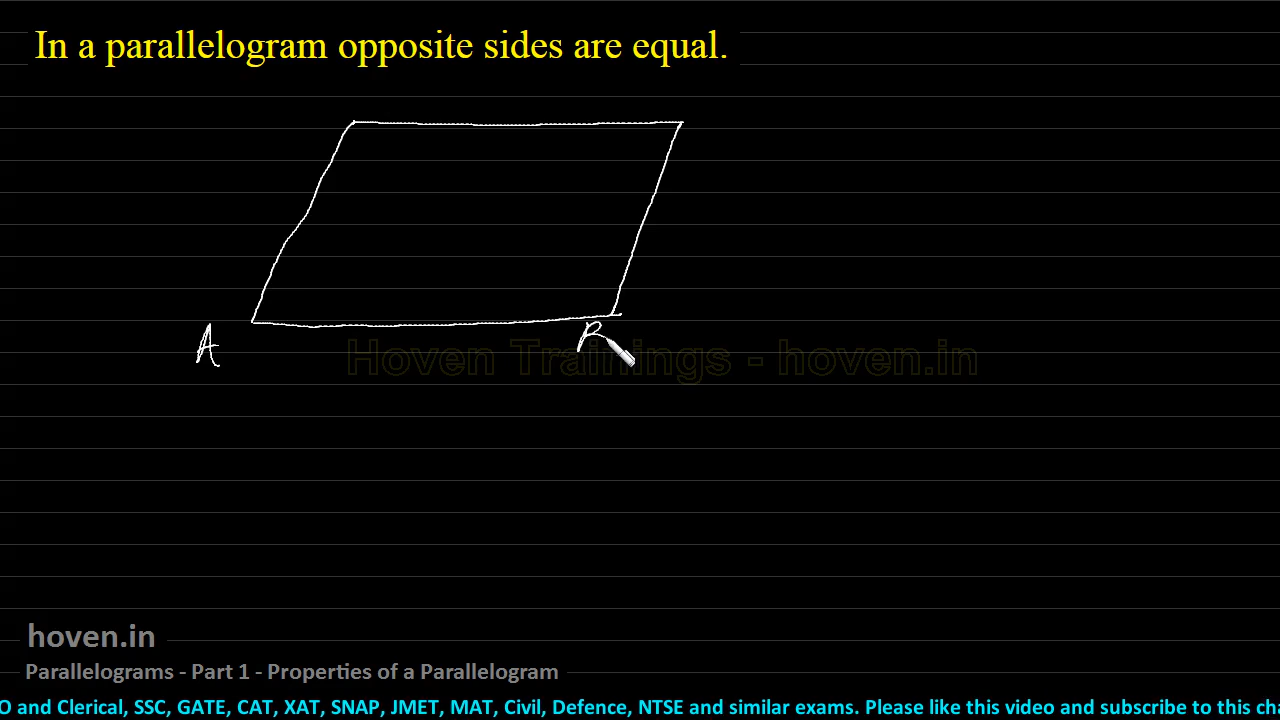 In a parallelogram opposite sides are equal.
A
Hoven Trainings - hoven.in
hoven.in
Parallelograms - Part 1 - Properties of a Parallelogram
O and Clerical, SSC, GATE, CAT, XAT, SNAP, JMET, MAT, Civil, Defence, NTSE and similar exams. Please like this video and subscribe to this cha